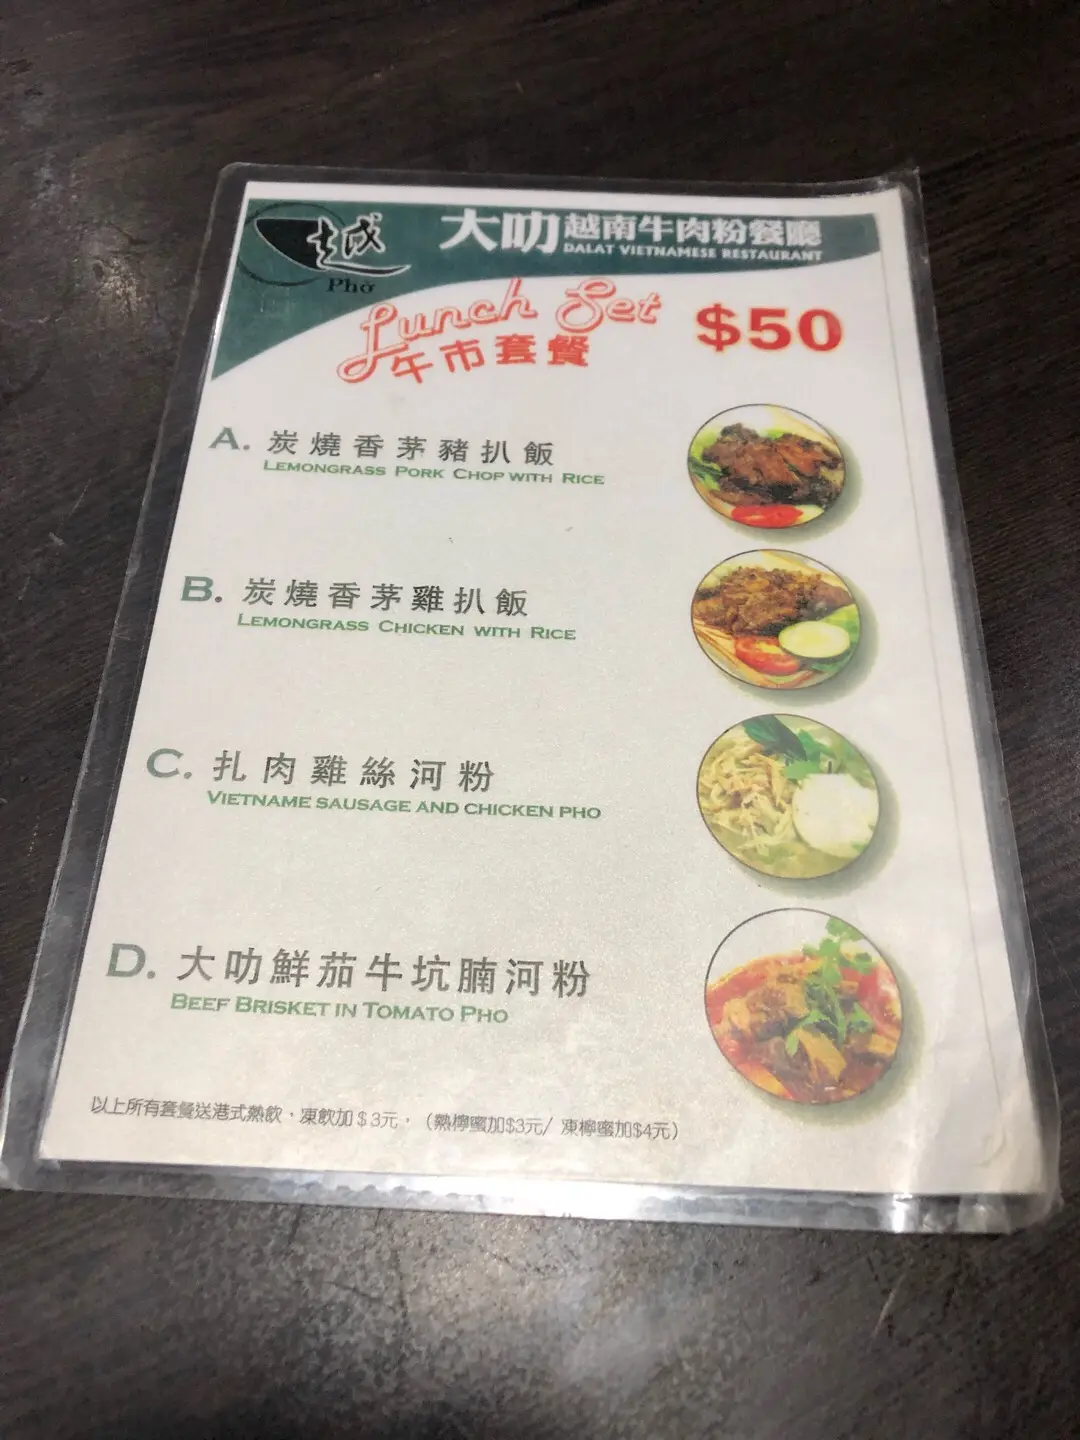 越
Phở
大叻越南牛肉粉餐廳
DALAT VIETNAMESE RESTAURANT
Lunch Set
午市套餐
$50
A. 炭燒香茅豬扒飯
LEMONGRASS PORK CHOP WITH RICE
B. 炭燒香茅雞扒飯
LEMONGRASS CHICKEN WITH RICE
C. 扎肉雞絲河粉
VIETNAME SAUSAGE AND CHICKEN PHO
D. 大叻鮮茄牛坑腩河粉
BEEF BRISKET IN TOMATO PHO
以上所有套餐送港式熱飲、凍飲加$3元，（熱檸蜜加$3元/ 凍檸蜜加$4元）